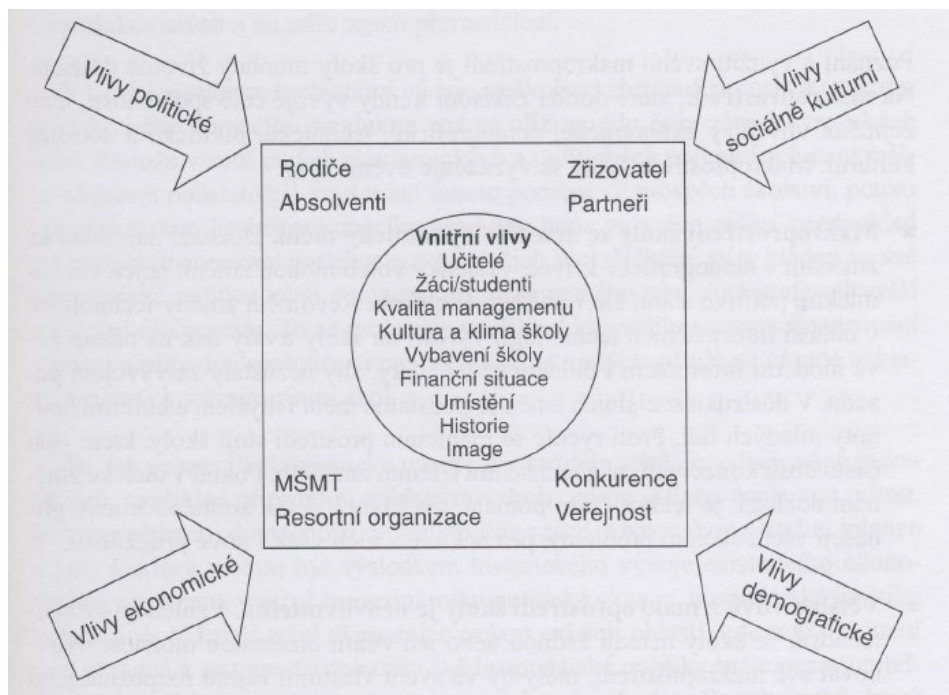 Vlivy politické
Vlivy
sociálně kulturní
Rodiče
Absolventi
Zřizovatel
Partneři
Vnitřní vlivy
Učitelé
Žáci/studenti
Kvalita managementu
Kultura a klima školy
Vybavení školy
Finanční situace
Umístění
Historie
Image
MŠMT
Resortní organizace
Konkurence
Veřejnost
Vlivy ekonomické
Vlivy
demografické